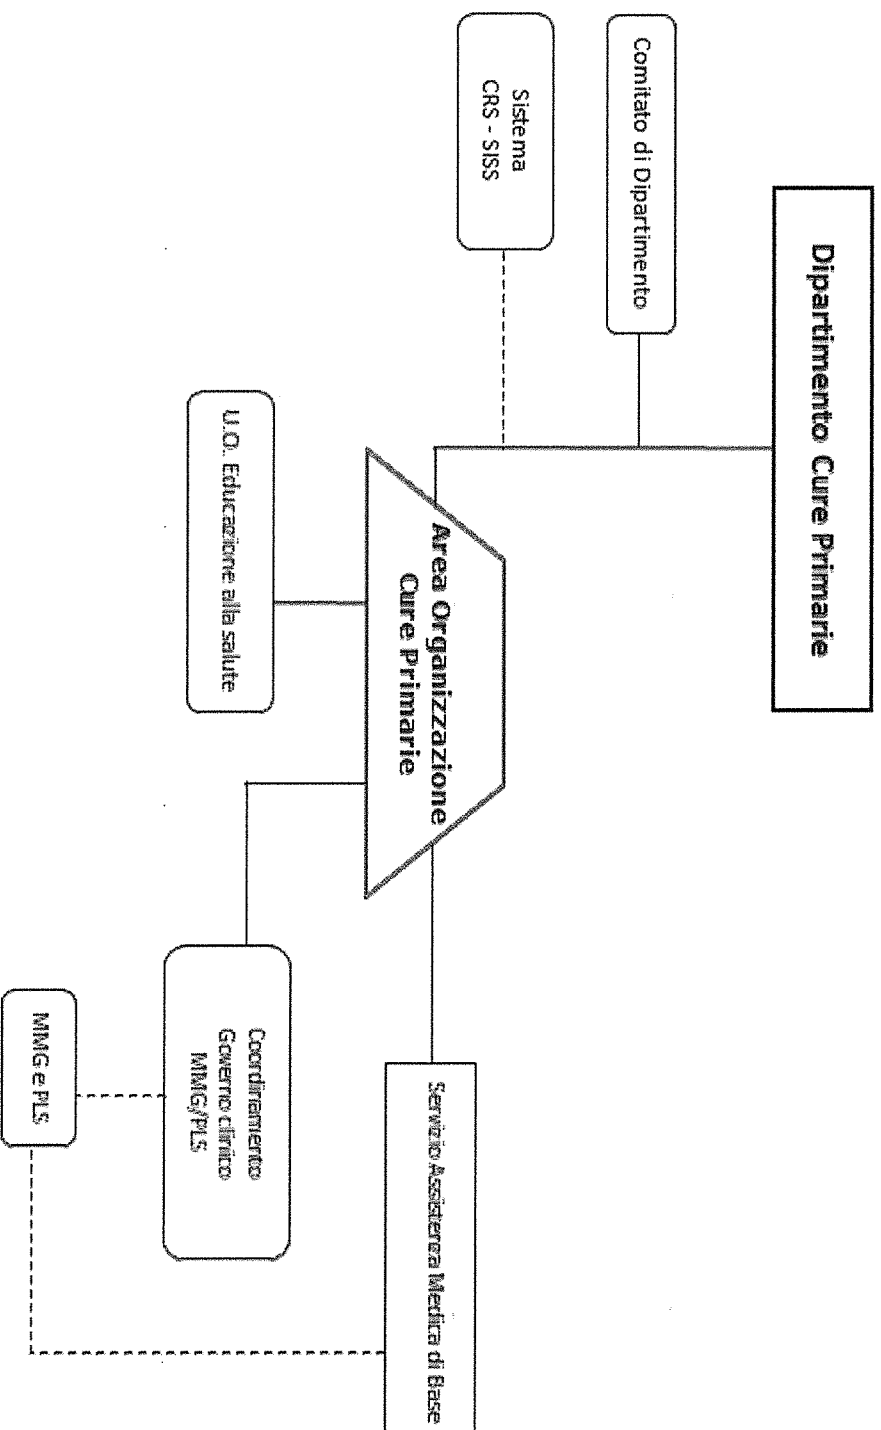 Dipartimento Cure Primarie
Comitato di Dipartimento
Sistema
CRS - SISS
Area Organizzazione
Cure Primarie
Servizio Assistenza Medica di Base
U.O. Educazione alla salute
Coordinamento
Governo clinico
MMG/PLS
MMG e PLS